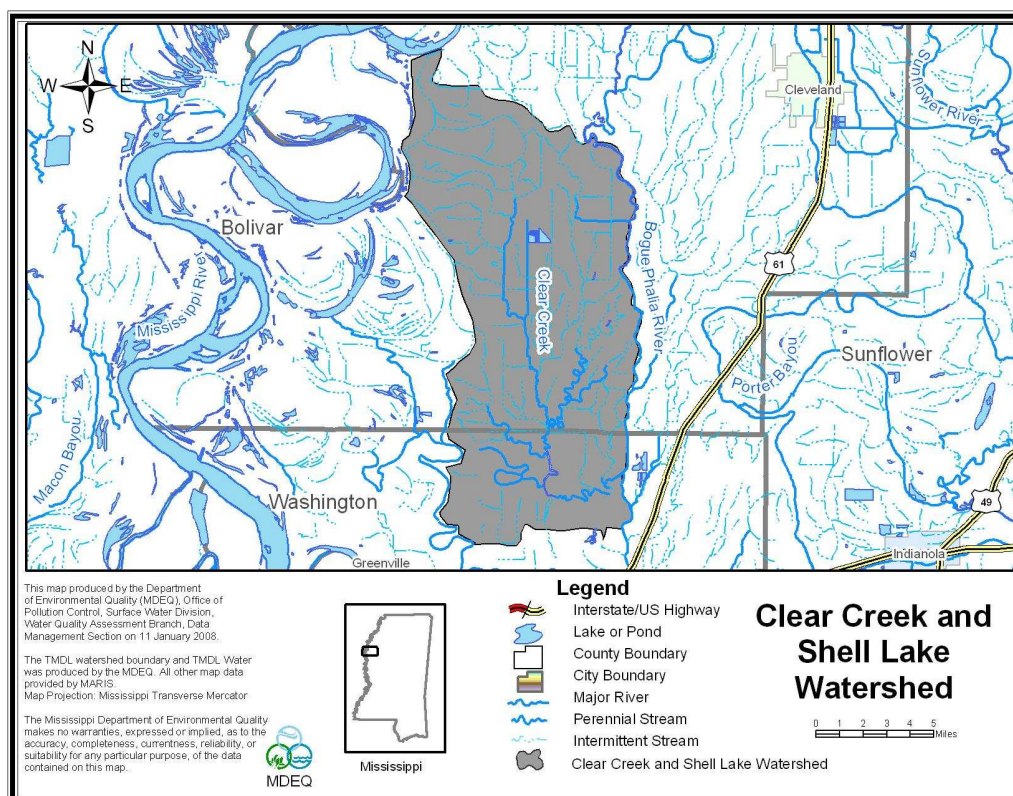 N
W E
S
Cleveland
Sunflower River
Bolivar
Mississippi River
Clear Creek
Bogue Phalia River
61
Sunflower
Porter Bayou
Macon Bayou
Washington
49
Greenville
Indianola
This map produced by the Department
of Environmental Quality (MDEQ), Office of
Pollution Control, Surface Water Division,
Water Quality Assessment Branch, Data
Management Section on 11 January 2008.
The TMDL watershed boundary and TMDL Water
was produced by the MDEQ. All other map data
provided by MARIS.
Map Projection: Mississippi Transverse Mercator
The Mississippi Department of Environmental Quality
makes no warranties, expressed or implied, as to the
accuracy, completeness, currentness, reliability, or
suitability for any particular purpose, of the data
contained on this map.
MDEQ
Mississippi
Legend
Interstate/US Highway
Lake or Pond
County Boundary
City Boundary
Major River
Perennial Stream
Intermittent Stream
Clear Creek and Shell Lake Watershed
Clear Creek and
Shell Lake
Watershed
0 1 2 3 4 5
Miles